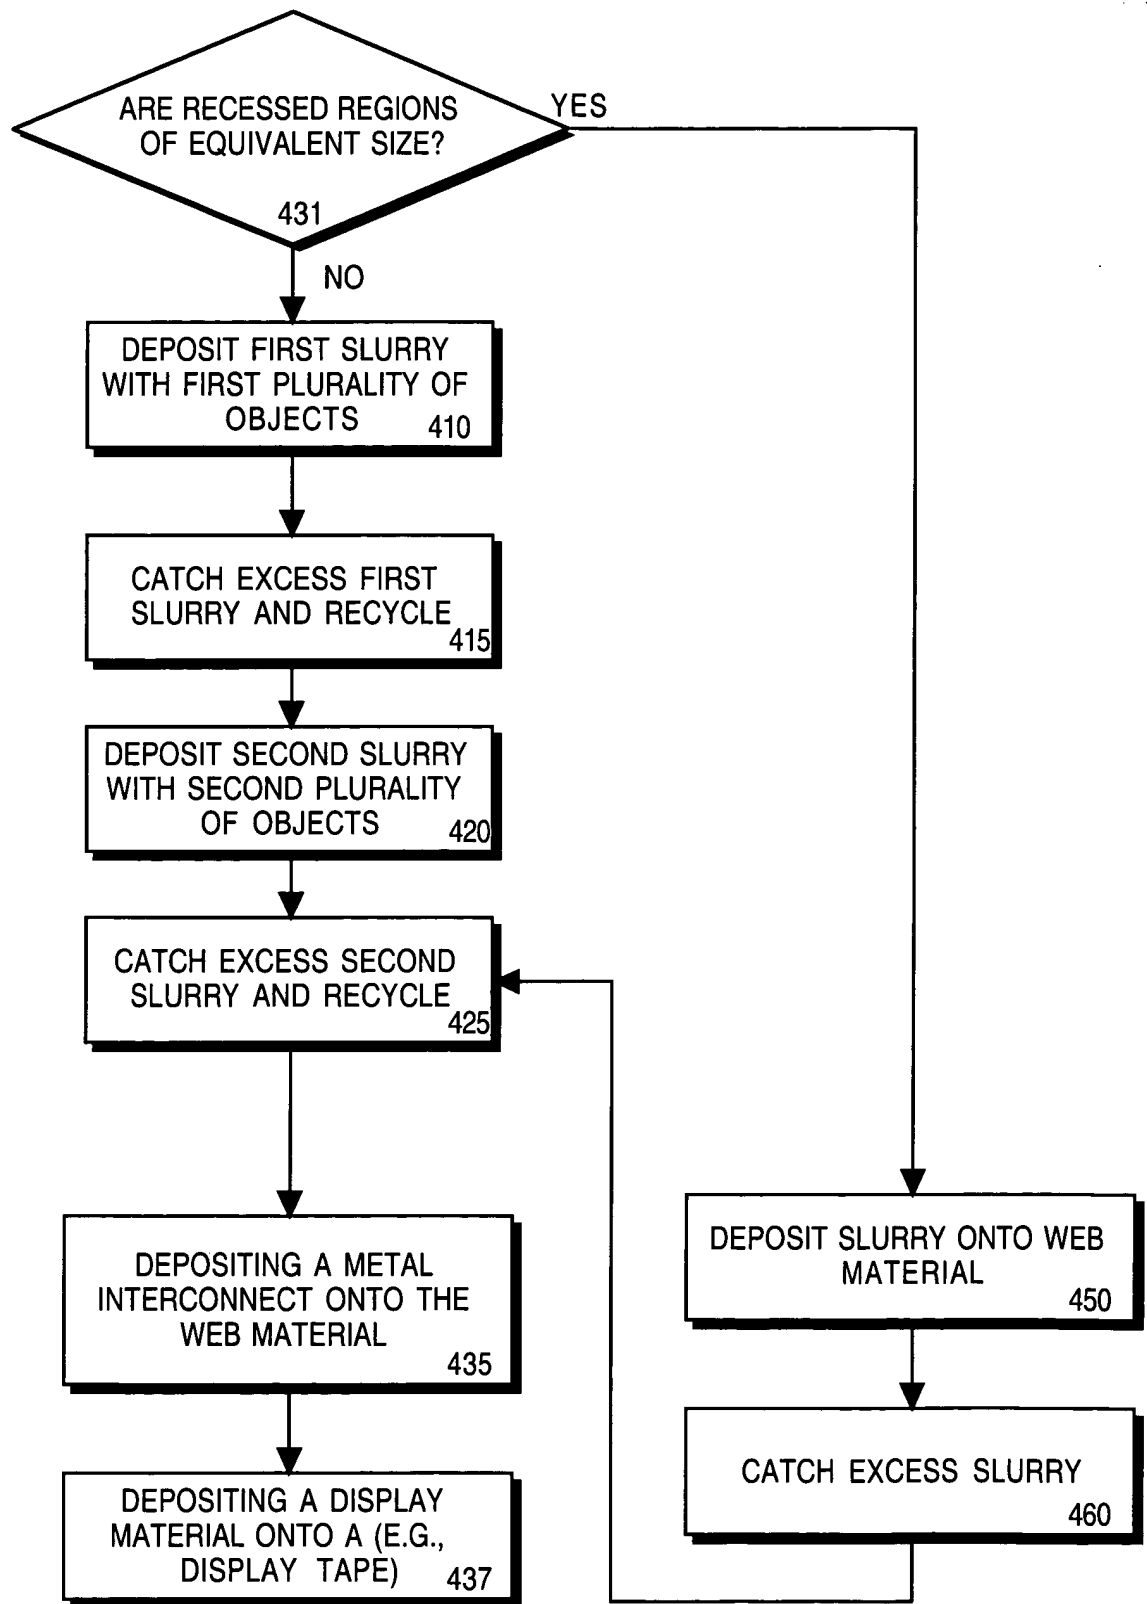 ARE RECESSED REGIONS
OF EQUIVALENT SIZE?
431
YES
NO
DEPOSIT FIRST SLURRY
WITH FIRST PLURALITY OF
OBJECTS
410
CATCH EXCESS FIRST
SLURRY AND RECYCLE
415
DEPOSIT SECOND SLURRY
WITH SECOND PLURALITY
OF OBJECTS
420
CATCH EXCESS SECOND
SLURRY AND RECYCLE
425
DEPOSITING A METAL
INTERCONNECT ONTO THE
WEB MATERIAL
435
DEPOSITING A DISPLAY
MATERIAL ONTO A (E.G.,
DISPLAY TAPE)
437
DEPOSIT SLURRY ONTO WEB
MATERIAL
450
CATCH EXCESS SLURRY
460